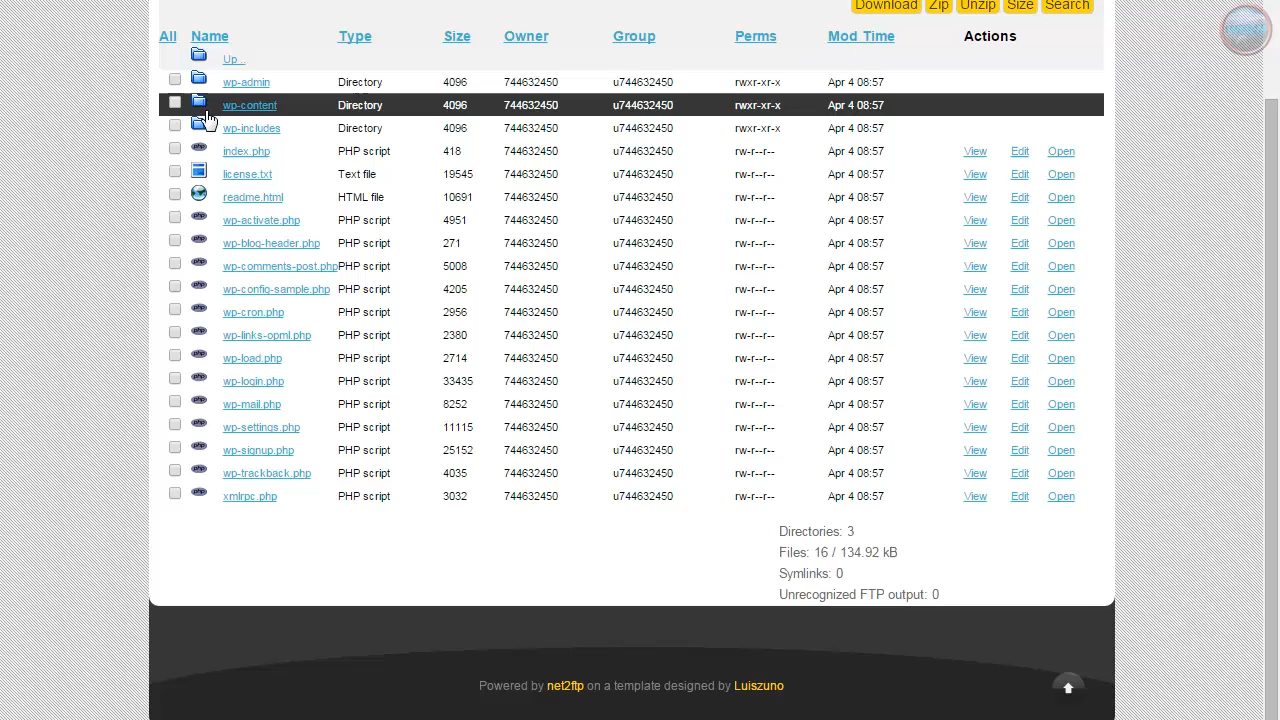 Download Zip Unzip Size Search
All Name Type Size Owner Group Perms Mod Time Actions
Up ..
wp-admin Directory 4096 744632450 u744632450 rwxr-xr-x Apr 4 08:57
wp-content Directory 4096 744632450 u744632450 rwxr-xr-x Apr 4 08:57
wp-includes Directory 4096 744632450 u744632450 rwxr-xr-x Apr 4 08:57
php index.php PHP script 418 744632450 u744632450 rw-r--r-- Apr 4 08:57 View Edit Open
license.txt Text file 19545 744632450 u744632450 rw-r--r-- Apr 4 08:57 View Edit Open
readme.html HTML file 10691 744632450 u744632450 rw-r--r-- Apr 4 08:57 View Edit Open
php wp-activate.php PHP script 4951 744632450 u744632450 rw-r--r-- Apr 4 08:57 View Edit Open
php wp-blog-header.php PHP script 271 744632450 u744632450 rw-r--r-- Apr 4 08:57 View Edit Open
php wp-comments-post.php PHP script 5008 744632450 u744632450 rw-r--r-- Apr 4 08:57 View Edit Open
php wp-config-sample.php PHP script 4205 744632450 u744632450 rw-r--r-- Apr 4 08:57 View Edit Open
php wp-cron.php PHP script 2956 744632450 u744632450 rw-r--r-- Apr 4 08:57 View Edit Open
php wp-links-opml.php PHP script 2380 744632450 u744632450 rw-r--r-- Apr 4 08:57 View Edit Open
php wp-load.php PHP script 2714 744632450 u744632450 rw-r--r-- Apr 4 08:57 View Edit Open
php wp-login.php PHP script 33435 744632450 u744632450 rw-r--r-- Apr 4 08:57 View Edit Open
php wp-mail.php PHP script 8252 744632450 u744632450 rw-r--r-- Apr 4 08:57 View Edit Open
php wp-settings.php PHP script 11115 744632450 u744632450 rw-r--r-- Apr 4 08:57 View Edit Open
php wp-signup.php PHP script 25152 744632450 u744632450 rw-r--r-- Apr 4 08:57 View Edit Open
php wp-trackback.php PHP script 4035 744632450 u744632450 rw-r--r-- Apr 4 08:57 View Edit Open
php xmlrpc.php PHP script 3032 744632450 u744632450 rw-r--r-- Apr 4 08:57 View Edit Open
Directories: 3
Files: 16 / 134.92 kB
Symlinks: 0
Unrecognized FTP output: 0
Powered by net2ftp on a template designed by Luiszuno